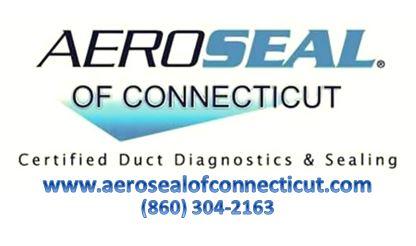 AEROSEAL®
OF CONNECTICUT
Certified Duct Diagnostics & Sealing
www.aerosealofconnecticut.com
(860) 304-2163